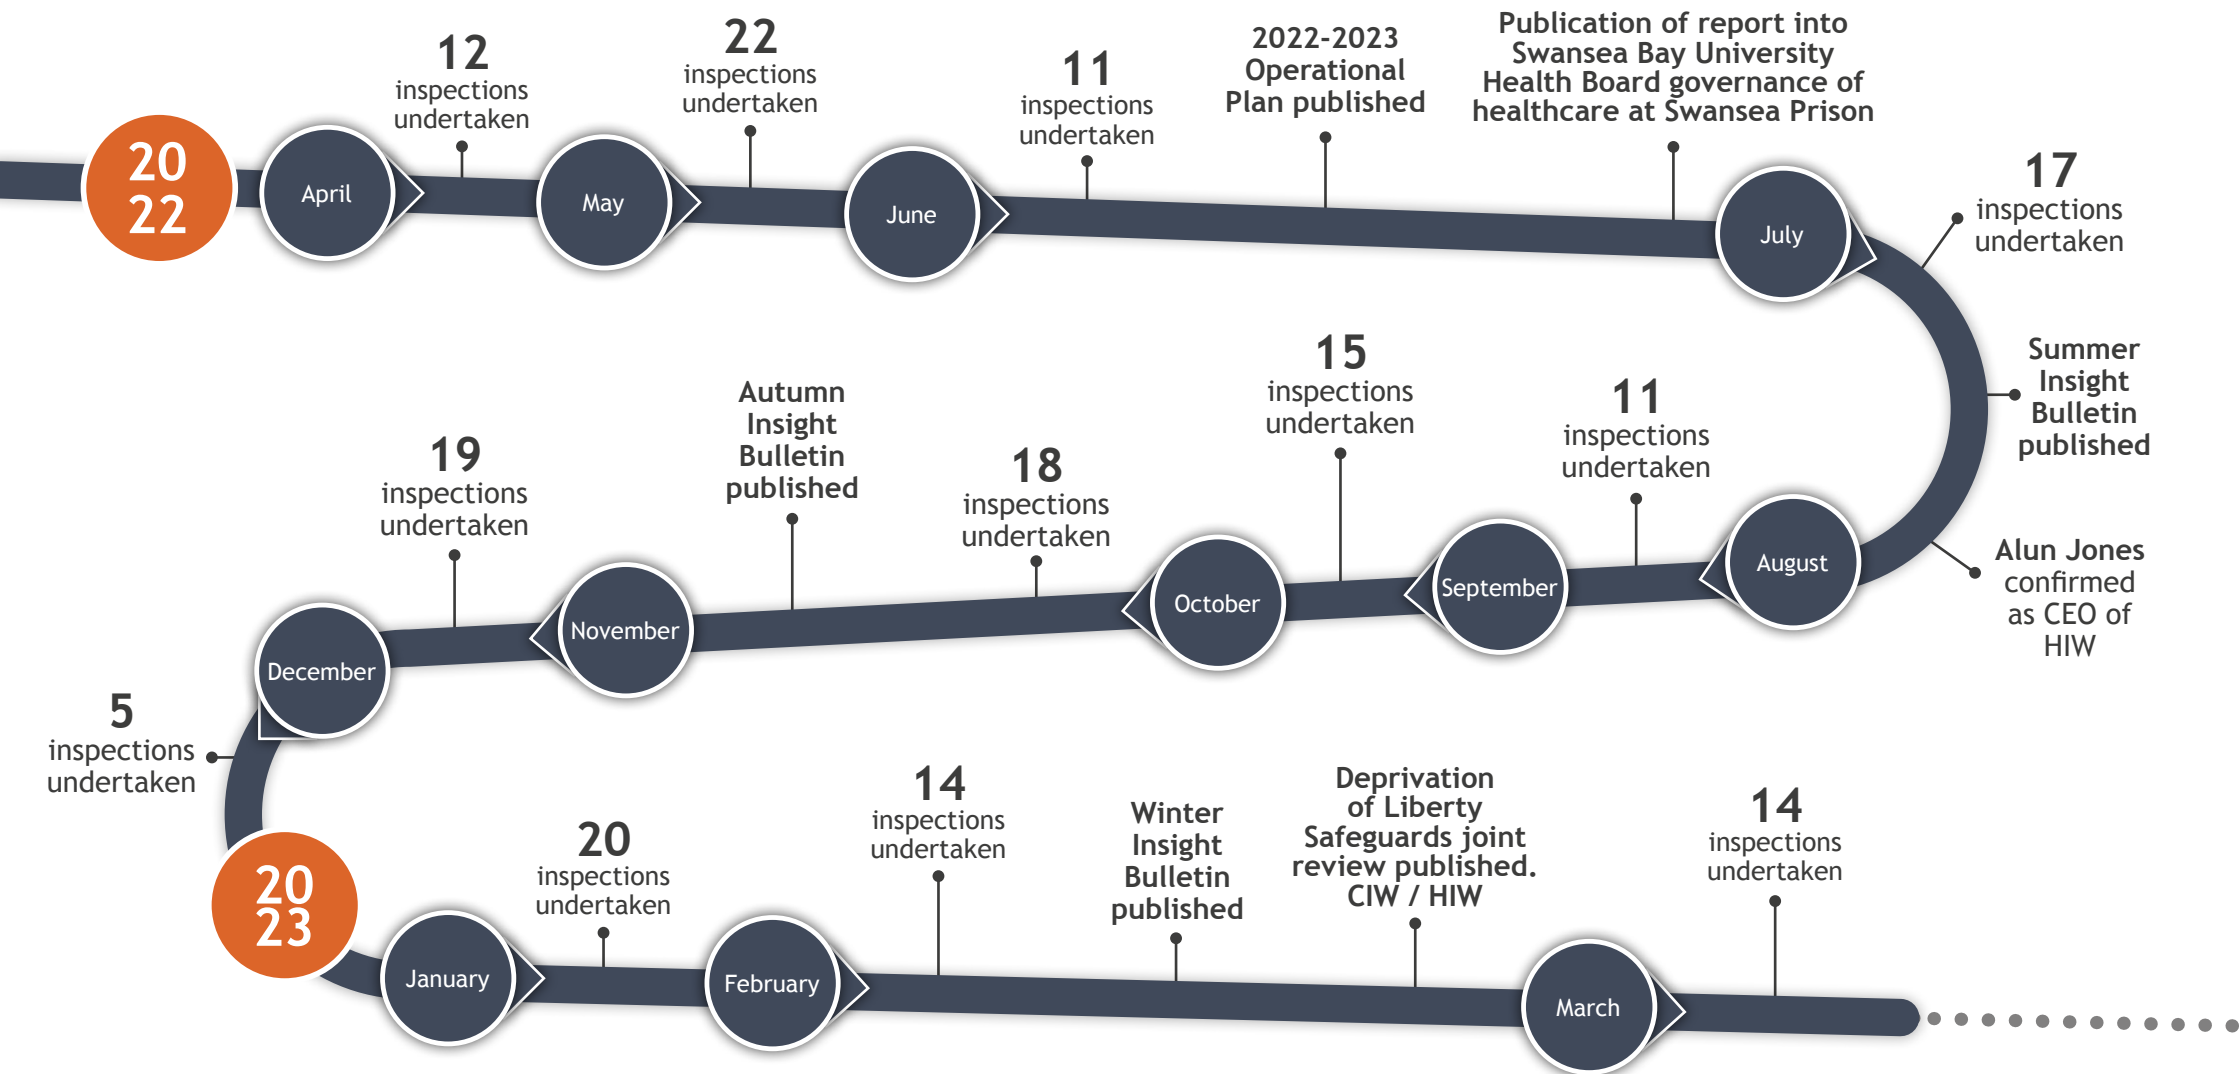 20
22
April
12
inspections
undertaken
May
22
inspections
undertaken
June
11
inspections
undertaken
2022-2023
Operational
Plan published
Publication of report into
Swansea Bay University
Health Board governance of
healthcare at Swansea Prison
July
17
inspections
undertaken
Summer
Insight
Bulletin
published
Alun Jones
confirmed
as CEO of
HIW
August
11
inspections
undertaken
September
15
inspections
undertaken
October
18
inspections
undertaken
Autumn
Insight
Bulletin
published
November
19
inspections
undertaken
December
5
inspections
undertaken
20
23
January
20
inspections
undertaken
February
14
inspections
undertaken
Winter
Insight
Bulletin
published
Deprivation
of Liberty
Safeguards joint
review published.
CIW / HIW
March
14
inspections
undertaken